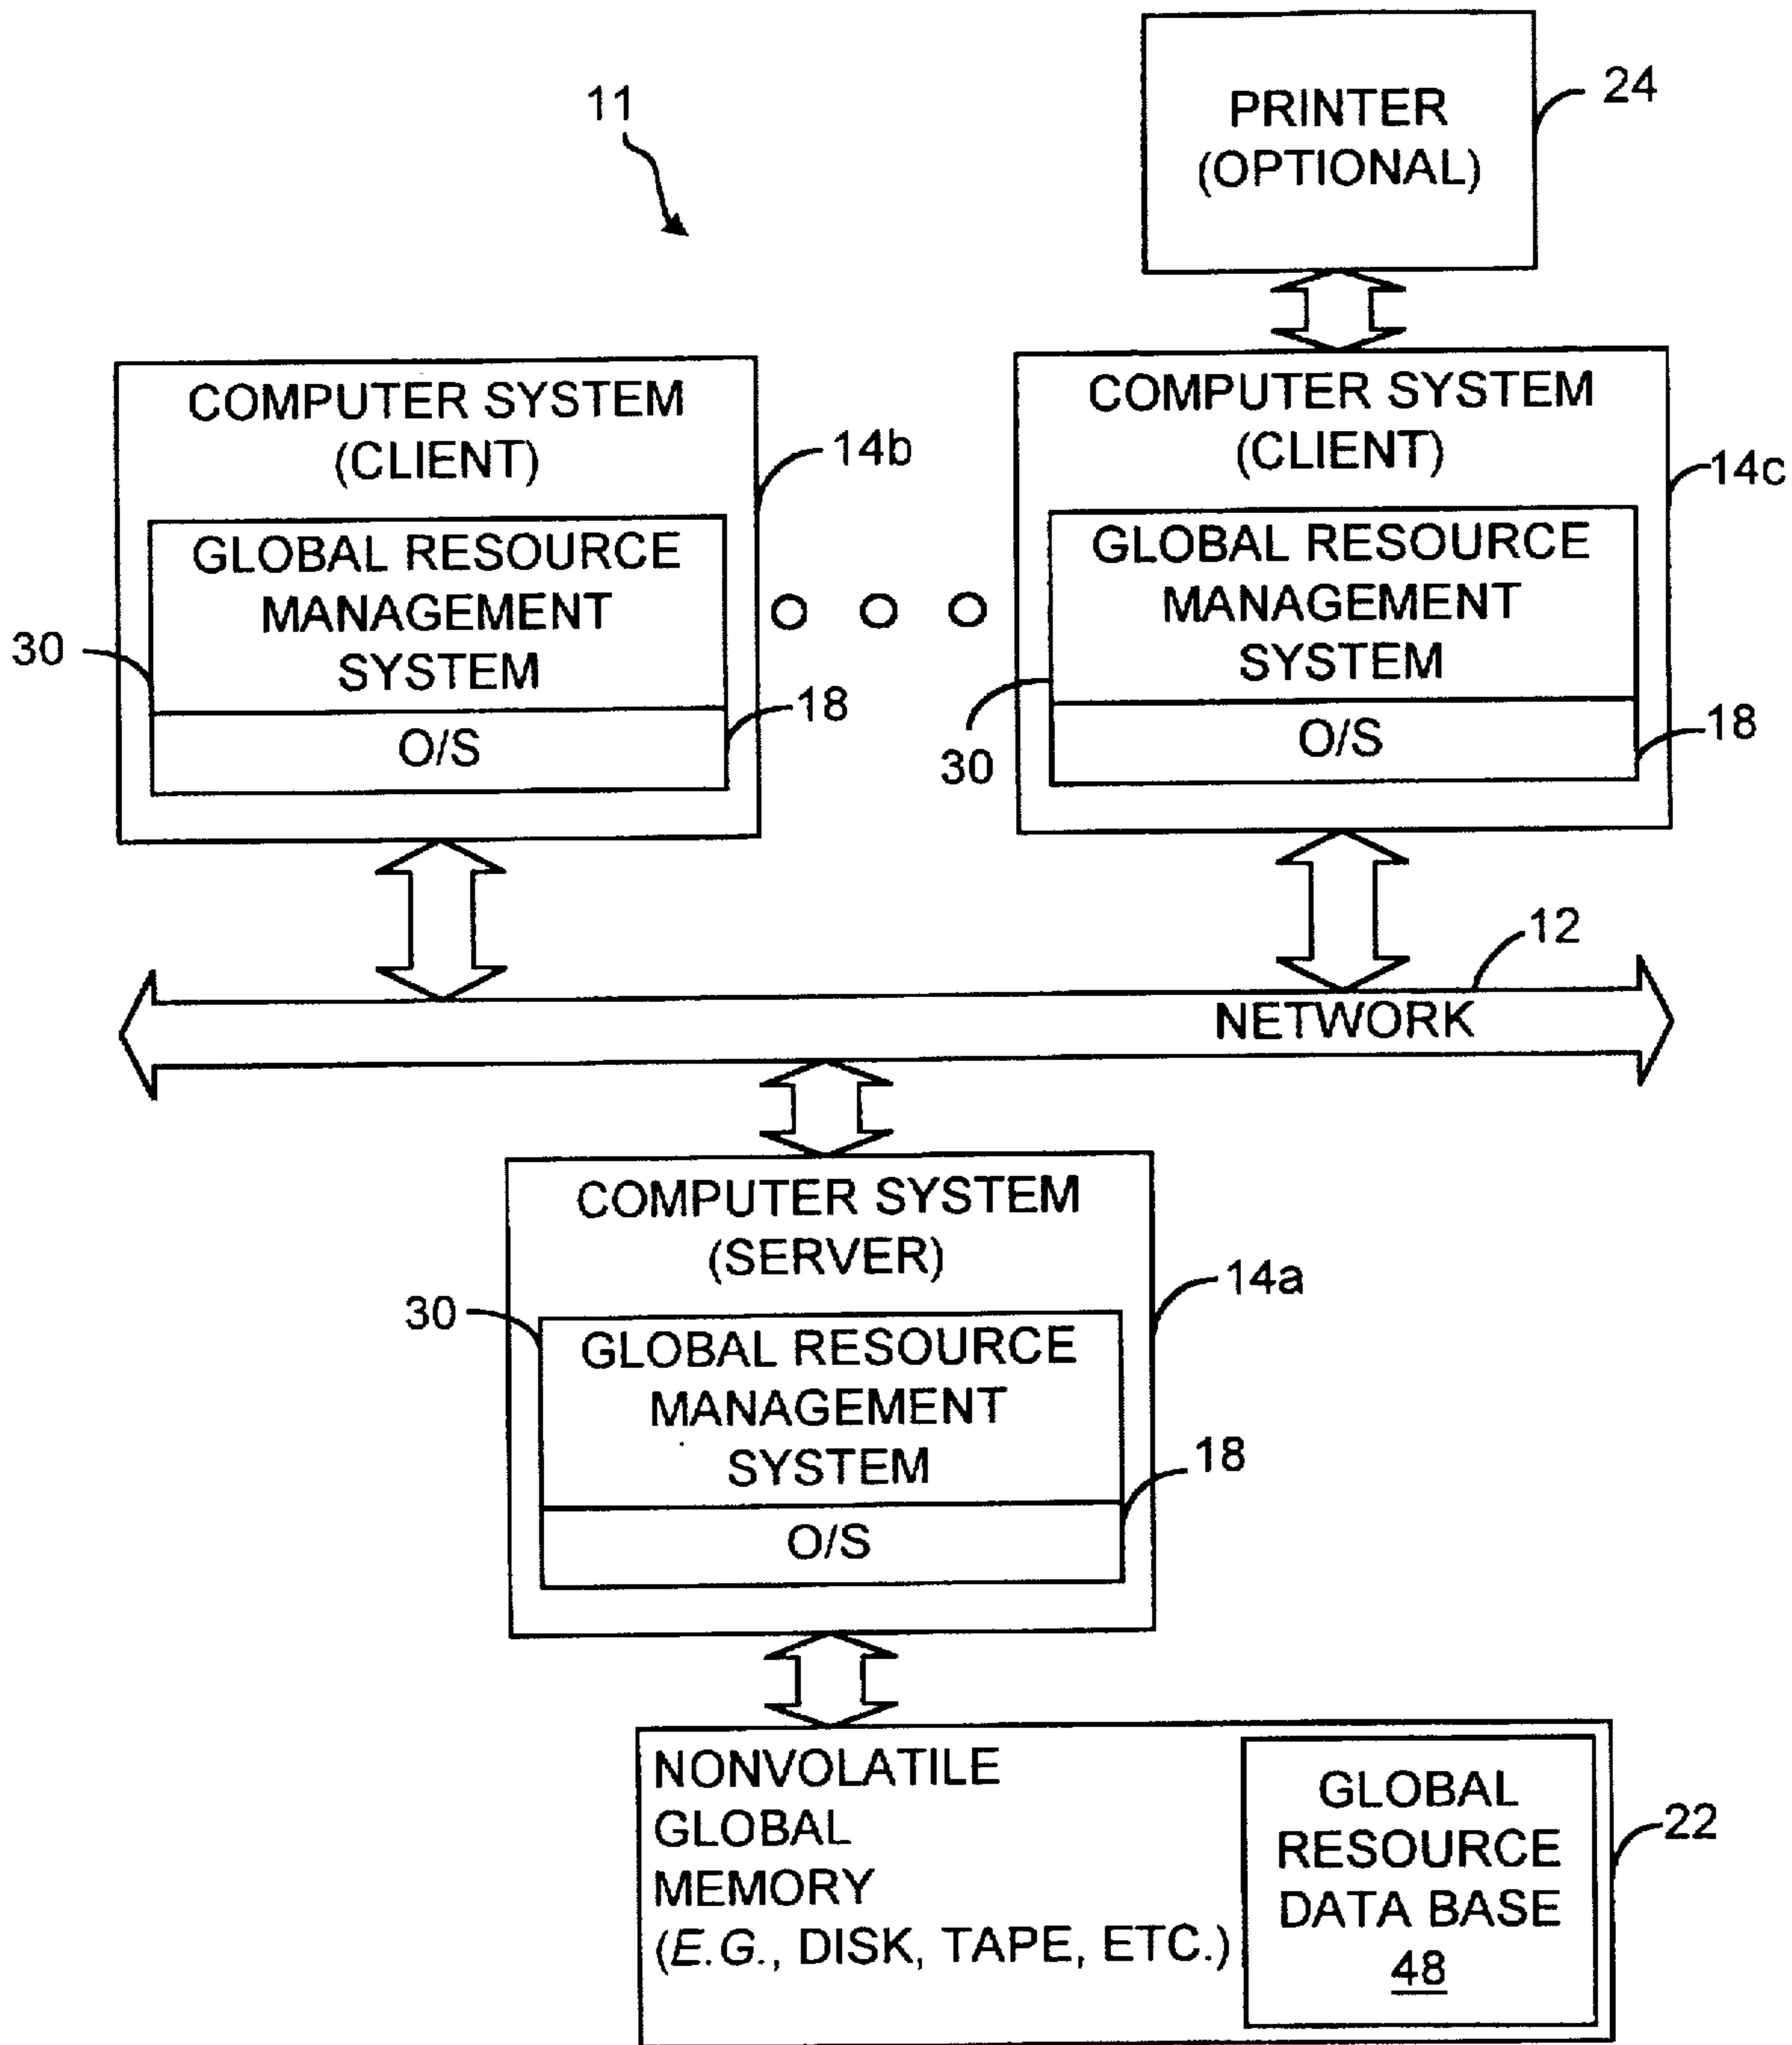 11
PRINTER
(OPTIONAL)
24
COMPUTER SYSTEM
(CLIENT)
14b
GLOBAL RESOURCE
MANAGEMENT
SYSTEM
30
18
O/S
COMPUTER SYSTEM
(CLIENT)
14c
GLOBAL RESOURCE
MANAGEMENT
SYSTEM
30
18
O/S
12
NETWORK
COMPUTER SYSTEM
(SERVER)
14a
30
GLOBAL RESOURCE
MANAGEMENT
SYSTEM
18
O/S
NONVOLATILE
GLOBAL
MEMORY
(E.G., DISK, TAPE, ETC.)
GLOBAL
RESOURCE
DATA BASE
48
22